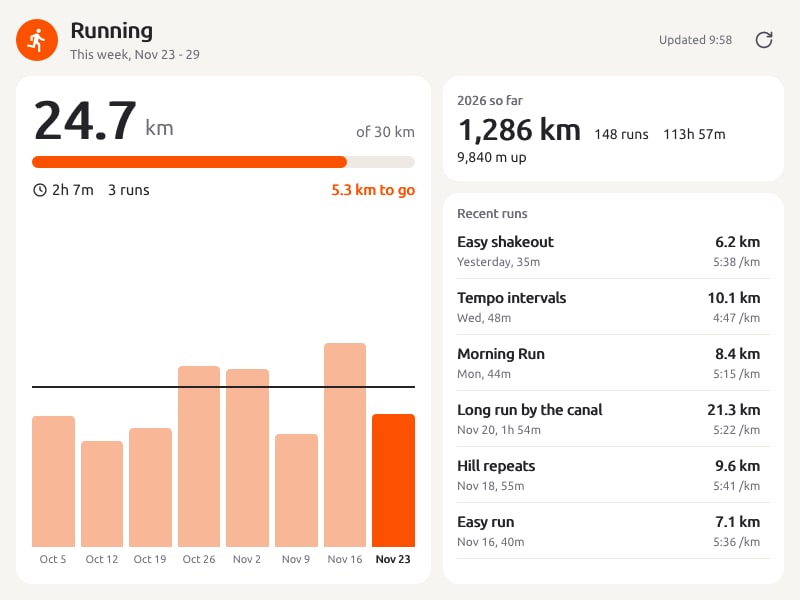 Running
This week, Nov 23 - 29
Updated 9:58
24.7 km
of 30 km
2h 7m 3 runs
5.3 km to go
Oct 5 Oct 12 Oct 19 Oct 26 Nov 2 Nov 9 Nov 16 Nov 23
2026 so far
1,286 km 148 runs 113h 57m
9,840 m up
Recent runs
Easy shakeout 6.2 km
Yesterday, 35m 5:38 /km
Tempo intervals 10.1 km
Wed, 48m 4:47 /km
Morning Run 8.4 km
Mon, 44m 5:15 /km
Long run by the canal 21.3 km
Nov 20, 1h 54m 5:22 /km
Hill repeats 9.6 km
Nov 18, 55m 5:41 /km
Easy run 7.1 km
Nov 16, 40m 5:36 /km